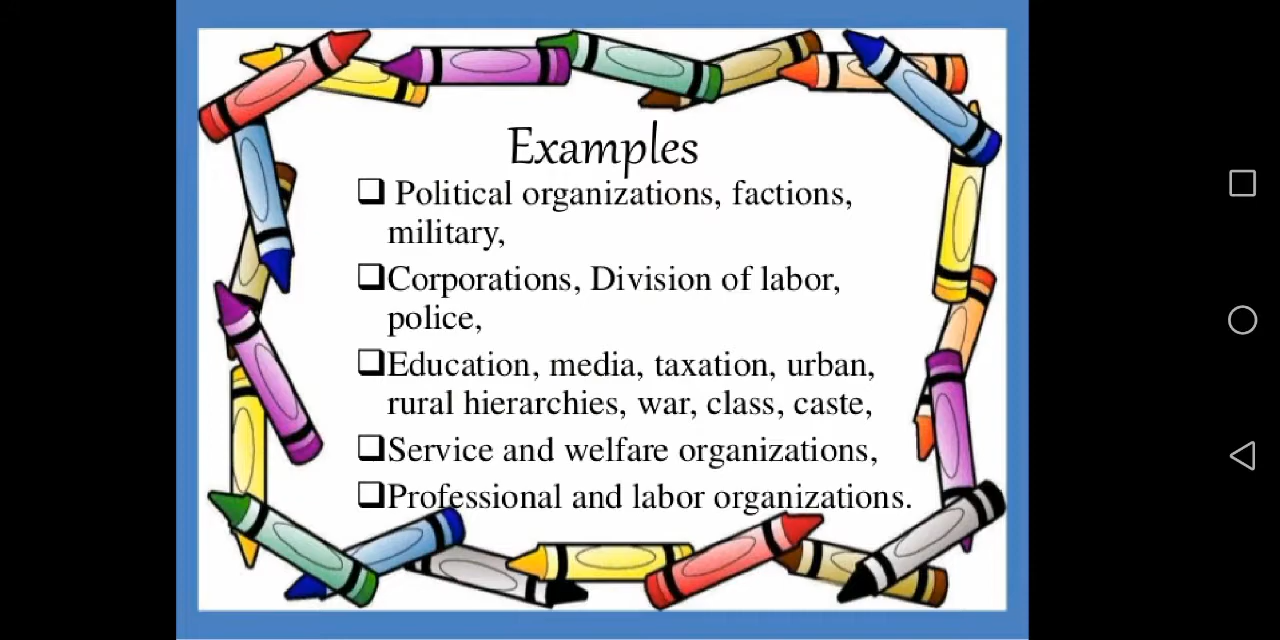 Examples
Political organizations, factions,
military,
Corporations, Division of labor,
police,
Education, media, taxation, urban,
rural hierarchies, war, class, caste,
Service and welfare organizations,
Professional and labor organizations.